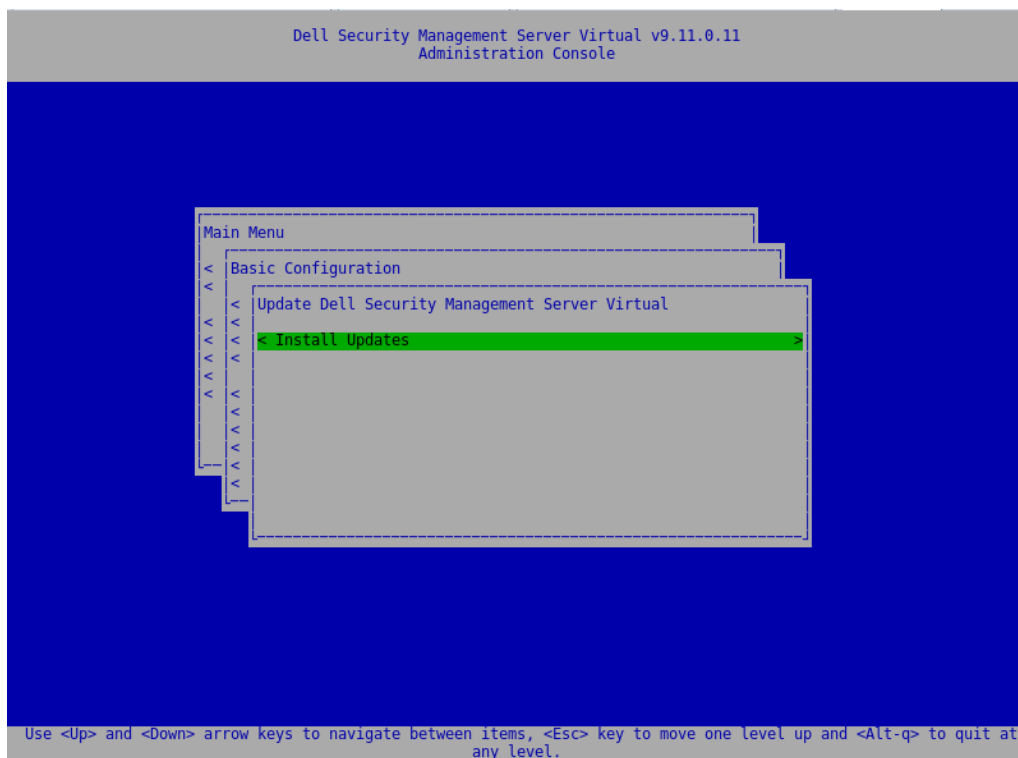 Dell Security Management Server Virtual v9.11.0.11
Administration Console
Main Menu
< Basic Configuration
<
< Update Dell Security Management Server Virtual
< <
< < < Install Updates >
< <
<
< <
<
<
<
<
<
Use <Up> and <Down> arrow keys to navigate between items, <Esc> key to move one level up and <Alt-q> to quit at
any level.